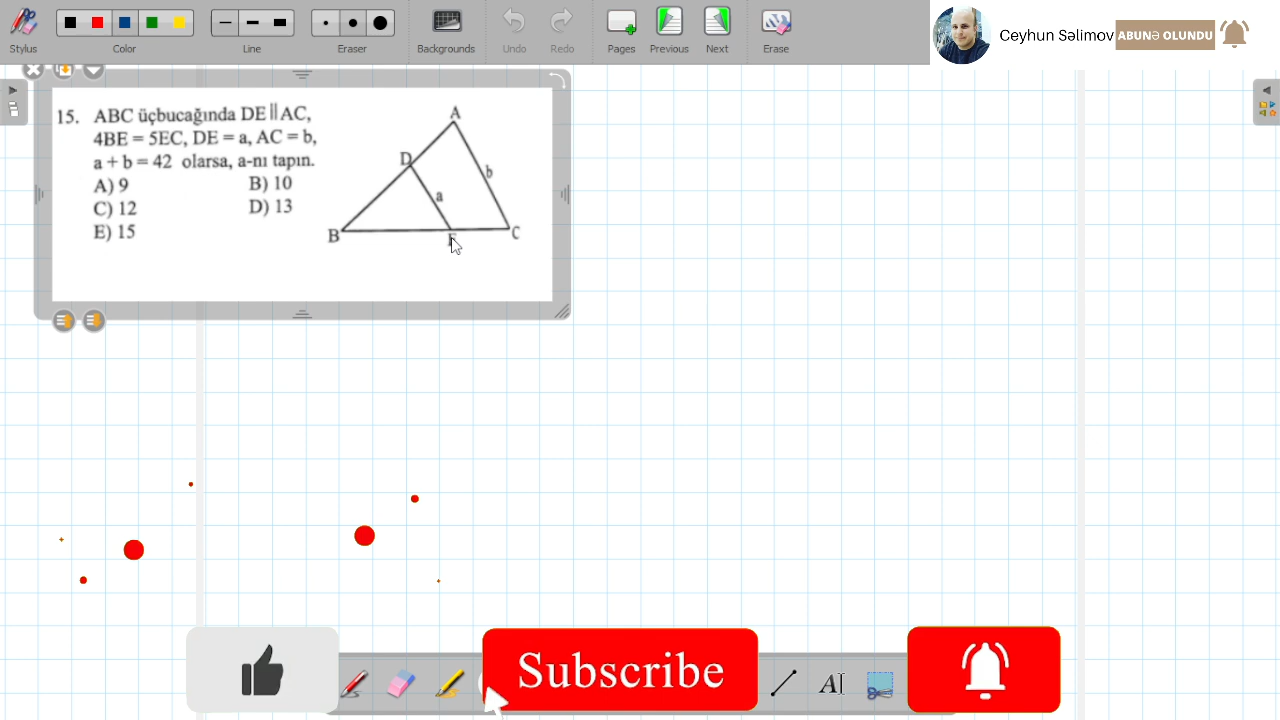 Stylus
Color
Line
Eraser
Backgrounds
Undo
Redo
Pages
Previous
Next
Erase
Ceyhun Səlimov
ABUNƏ OLUNDU
15. ABC üçbucağında DE || AC,
4BE = 5EC, DE = a, AC = b,
a + b = 42 olarsa, a-nı tapın.
A) 9 B) 10
C) 12 D) 13
E) 15
A
D
b
a
B
E
C
Subscribe
AI